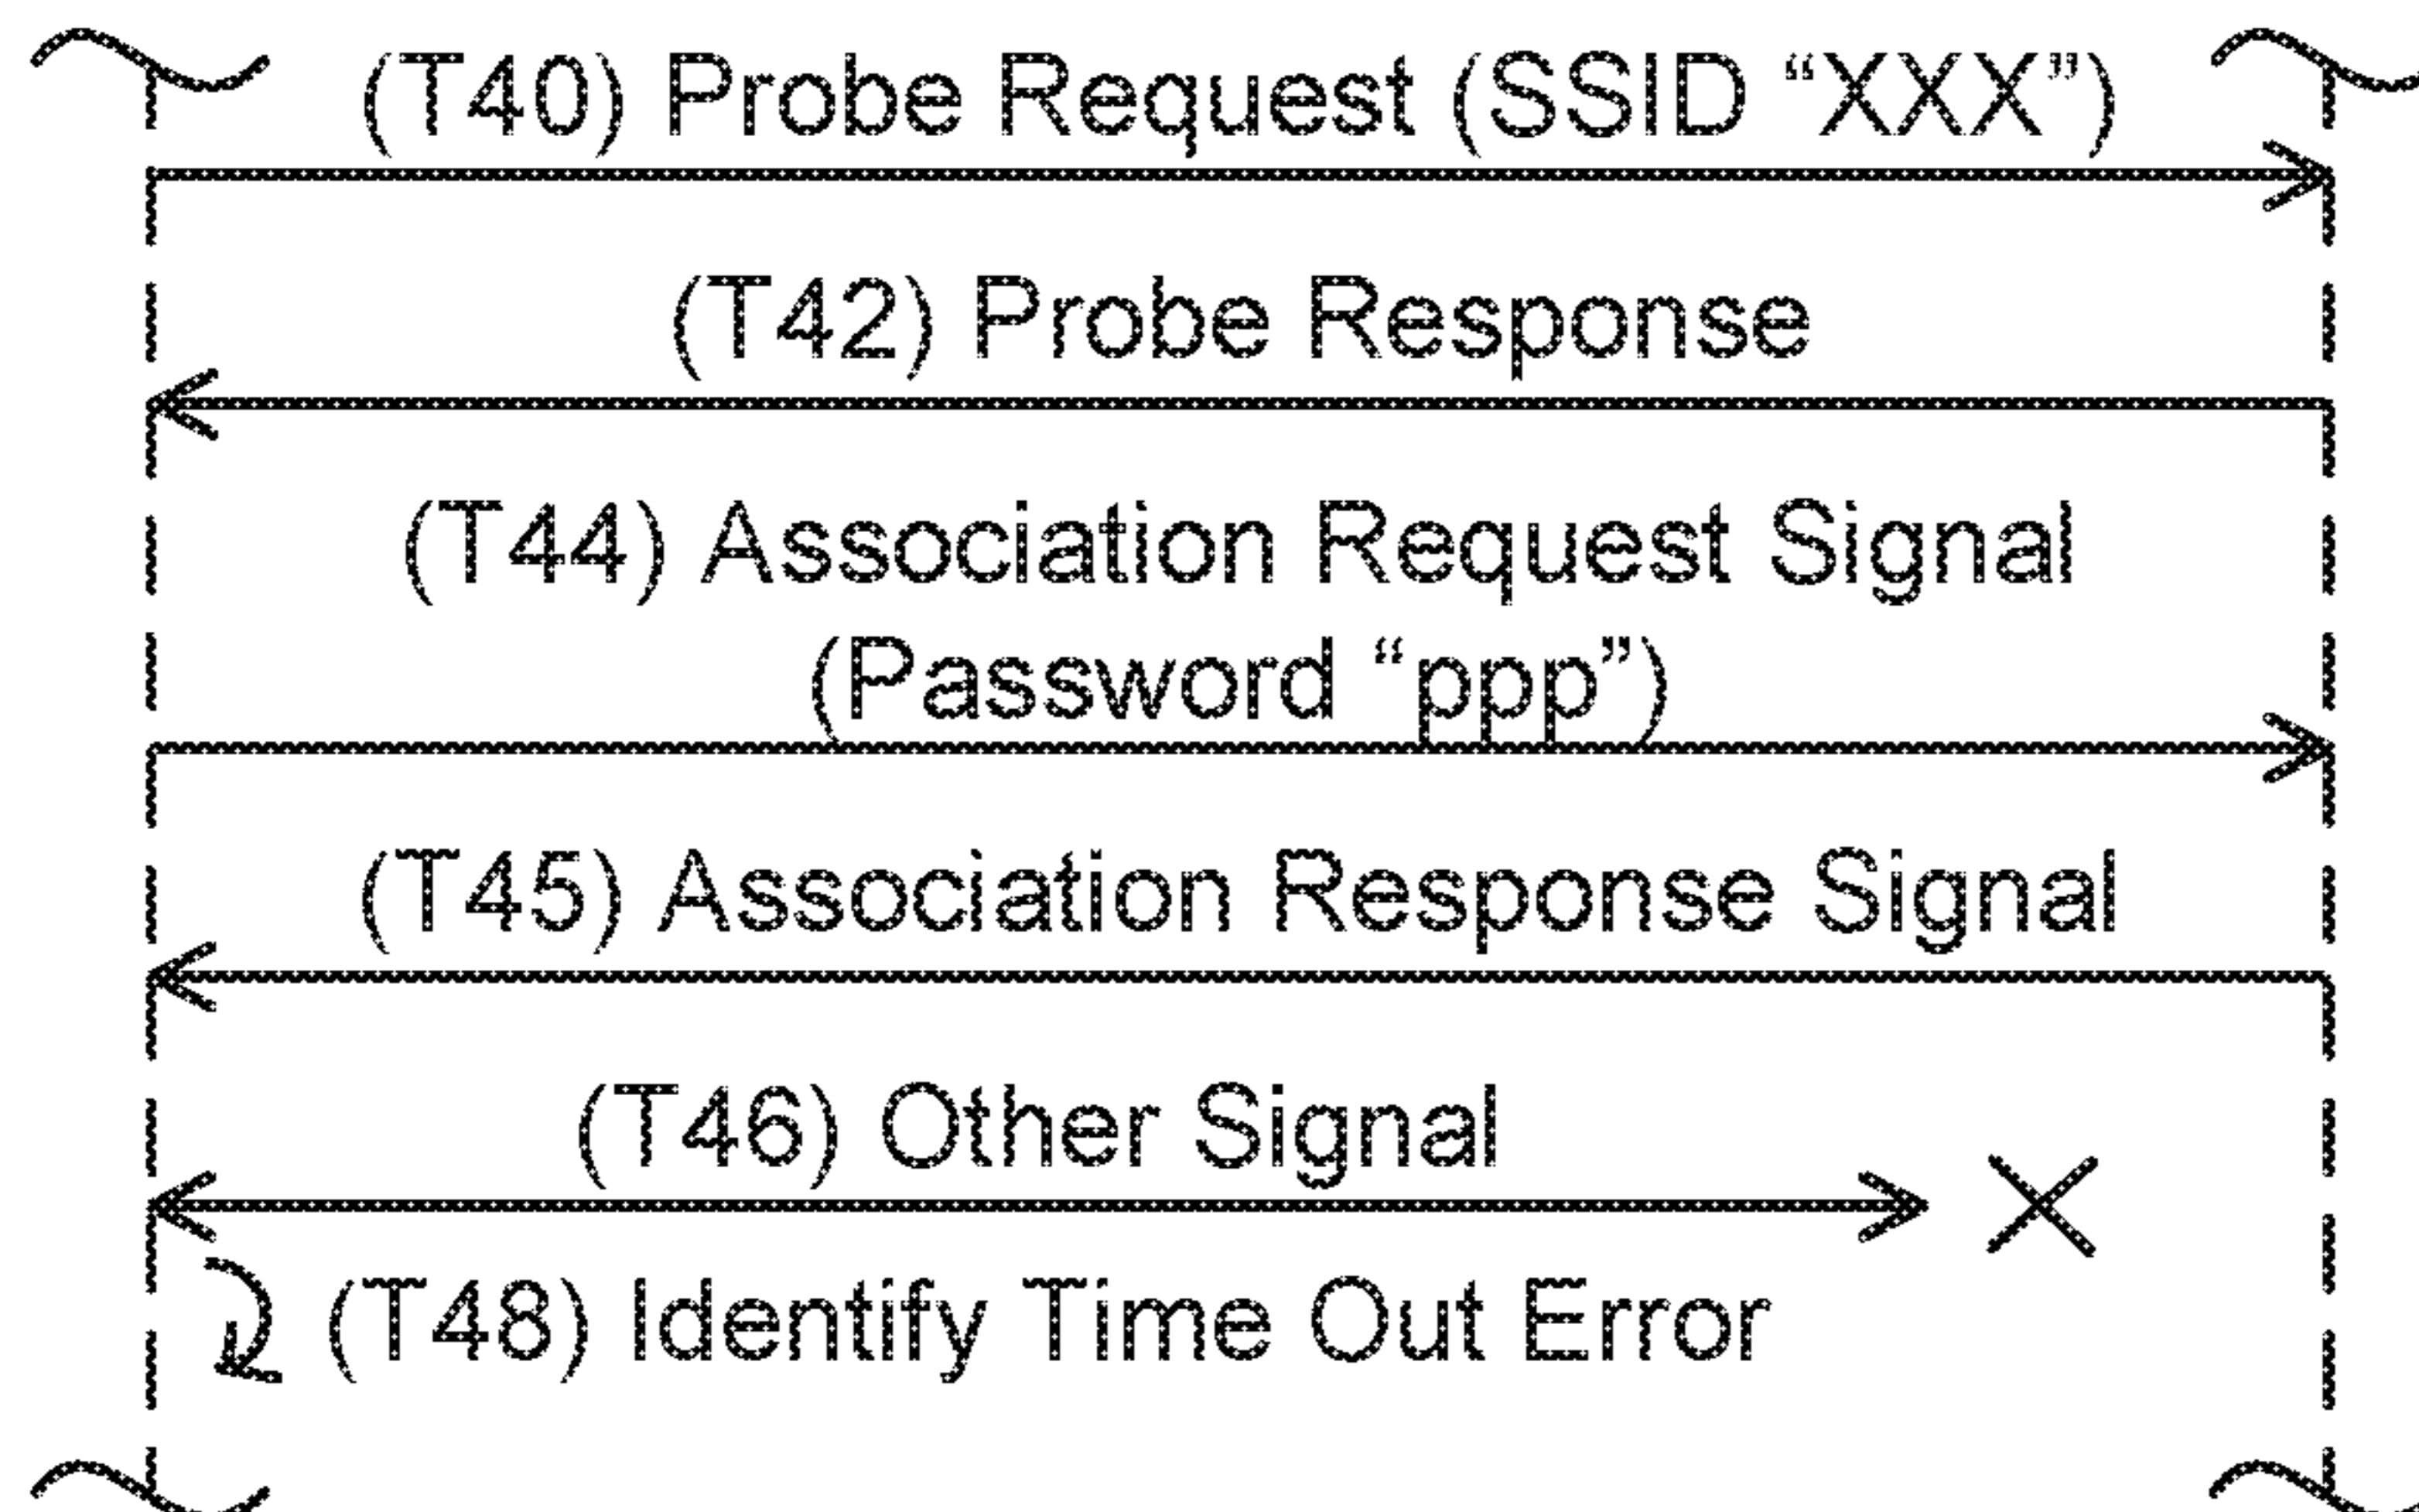 (T40) Probe Request (SSID “XXX”)
(T42) Probe Response
(T44) Association Request Signal
(Password “ppp”)
(T45) Association Response Signal
(T46) Other Signal
(T48) Identify Time Out Error